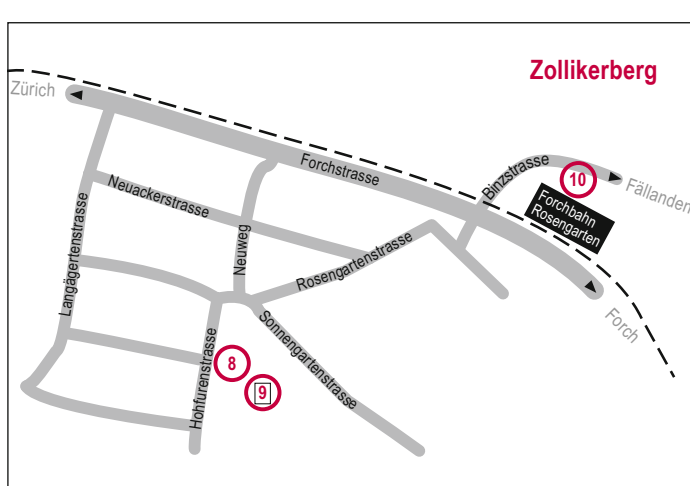 Zollikerberg
Zürich
Forchstrasse
Binzstrasse
10
Fällanden
Forchbahn
Rosengarten
Neuackerstrasse
Langägertenstrasse
Neuweg
Rosengartenstrasse
Forch
Sonnengartenstrasse
Hohfurenstrasse
8
9